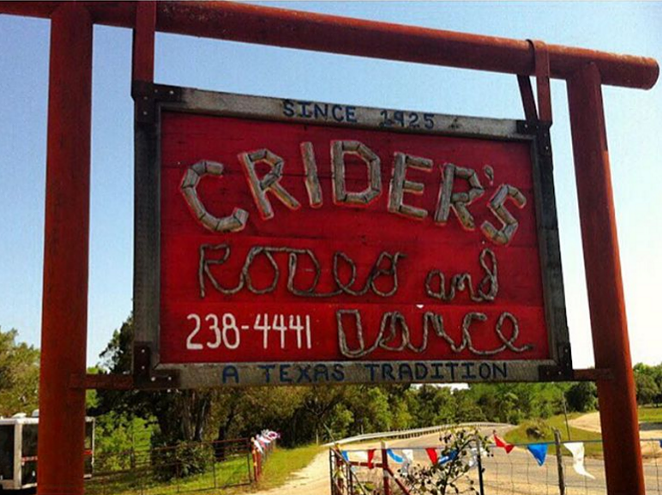 SINCE 1925
CRIDER'S
Rodeo and
238-4441 Dance
A TEXAS TRADITION